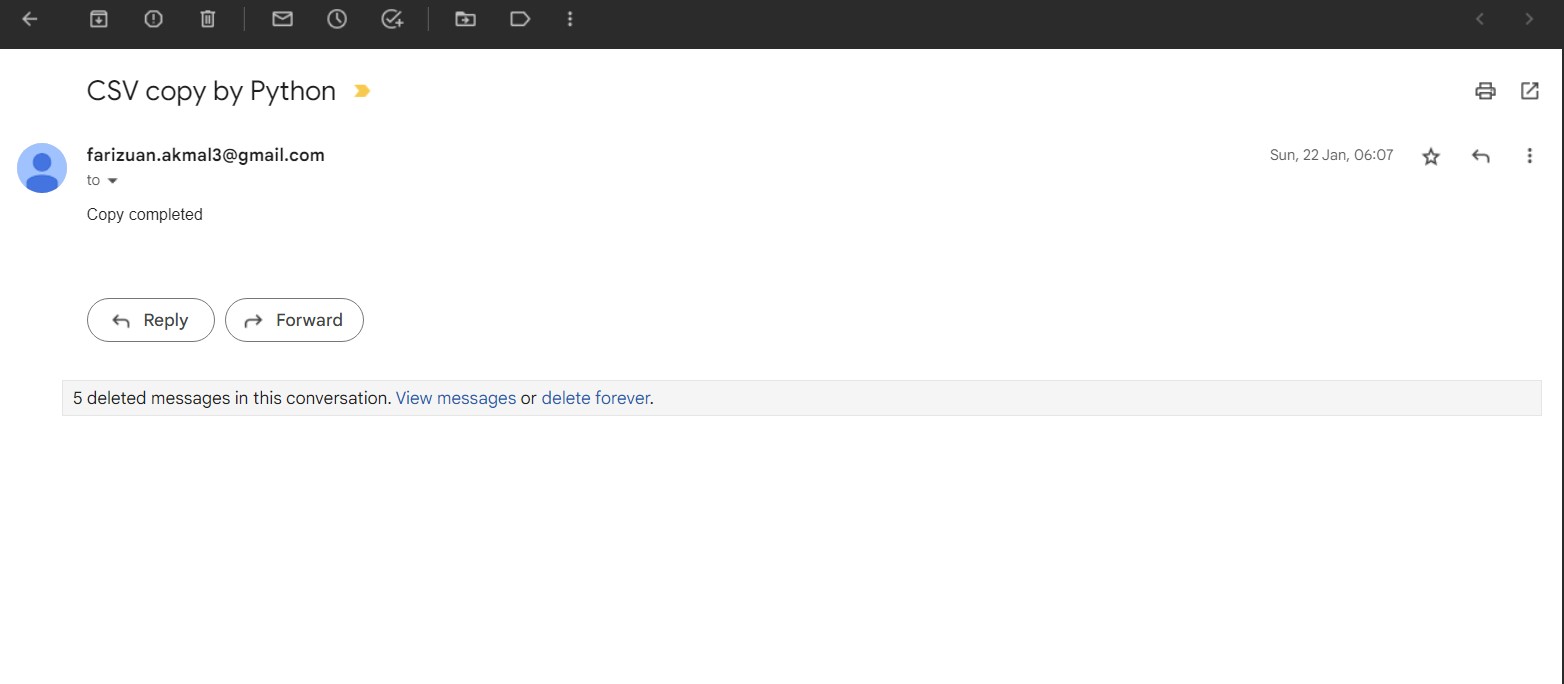 CSV copy by Python
farizuan.akmal3@gmail.com
Sun, 22 Jan, 06:07
to
Copy completed
Reply
Forward
5 deleted messages in this conversation. View messages or delete forever.